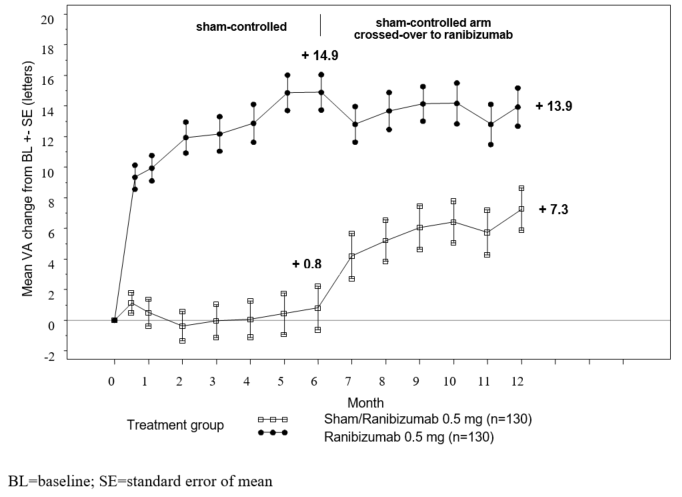 sham-controlled
sham-controlled arm
crossed-over to ranibizumab
+ 14.9
+ 13.9
+ 7.3
+ 0.8
Mean VA change from BL +- SE (letters)
20
18
16
14
12
10
8
6
4
2
0
-2
0 1 2 3 4 5 6 7 8 9 10 11 12
Month
Treatment group
Sham/Ranibizumab 0.5 mg (n=130)
Ranibizumab 0.5 mg (n=130)
BL=baseline; SE=standard error of mean